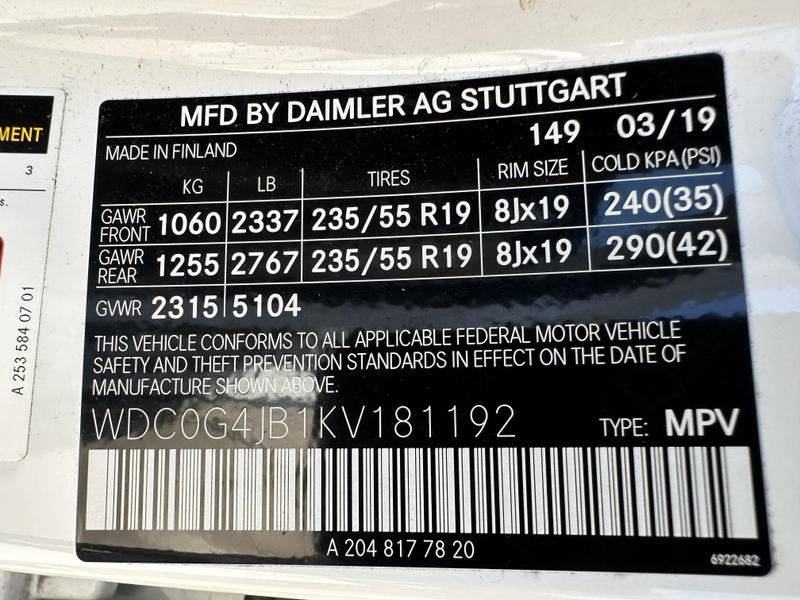 MENT
3
s.
A 253 584 07 01
MFD BY DAIMLER AG STUTTGART
149 03/19
MADE IN FINLAND
KG LB TIRES RIM SIZE COLD KPA (PSI)
GAWR FRONT 1060 2337 235/55 R19 8Jx19 240(35)
GAWR REAR 1255 2767 235/55 R19 8Jx19 290(42)
GVWR 2315 5104
THIS VEHICLE CONFORMS TO ALL APPLICABLE FEDERAL MOTOR VEHICLE
SAFETY AND THEFT PREVENTION STANDARDS IN EFFECT ON THE DATE OF
MANUFACTURE SHOWN ABOVE.
WDC0G4JB1KV181192 TYPE: MPV
A 204 817 78 20
6922682